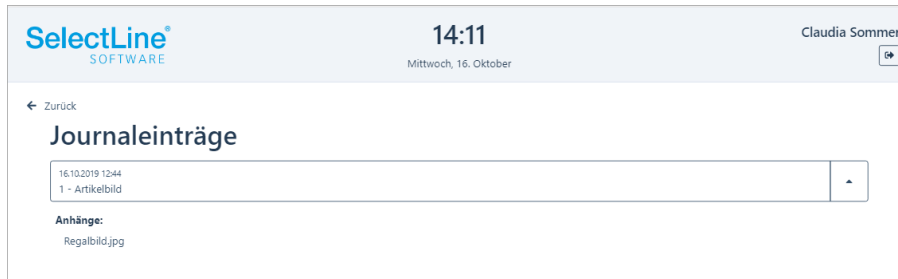 SelectLine®
SOFTWARE
14:11
Mittwoch, 16. Oktober
Claudia Sommer
Zurück
Journaleinträge
16.10.2019 12:44
1 - Artikelbild
Anhänge:
Regalbild.jpg